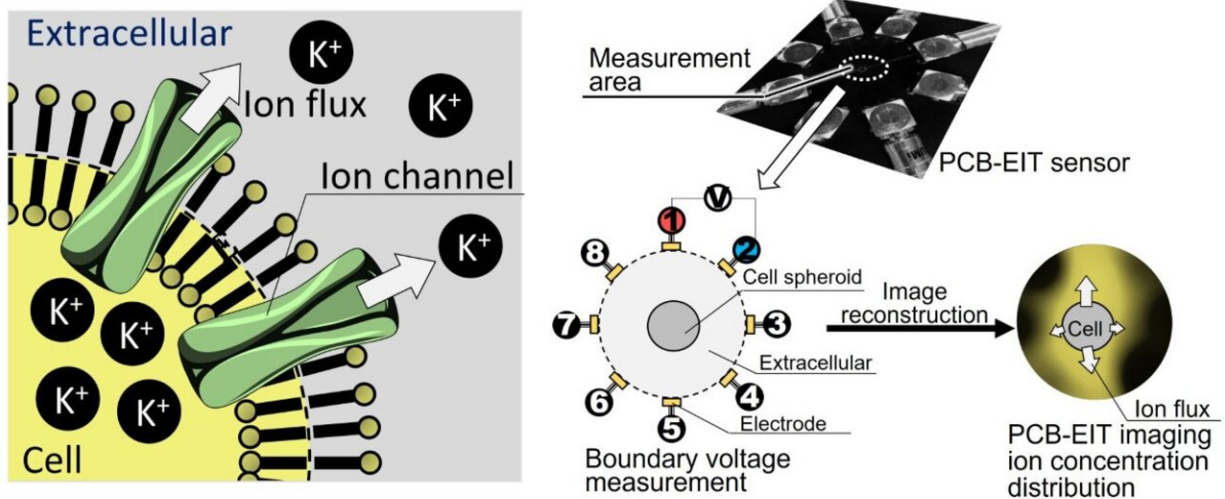 Extracellular
K⁺
Ion flux
K⁺
Ion channel
K⁺
K⁺
K⁺
K⁺
K⁺
Cell
Measurement
area
PCB-EIT sensor
V
1
2
8
Cell spheroid
7
3
Extracellular
6
4
5
Electrode
Boundary voltage
measurement
Image
reconstruction
Cell
Ion flux
PCB-EIT imaging
ion concentration
distribution